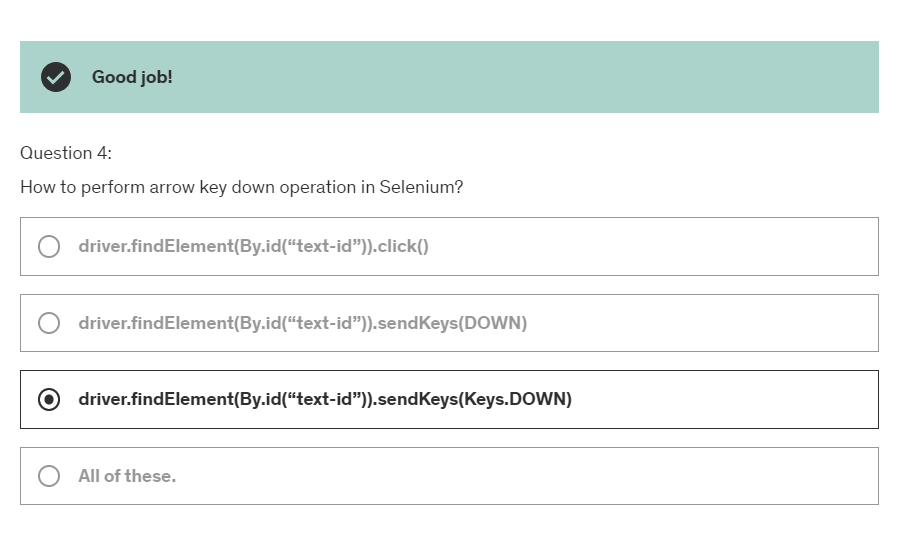 Good job!
Question 4:
How to perform arrow key down operation in Selenium?
driver.findElement(By.id(“text-id”)).click()
driver.findElement(By.id(“text-id”)).sendKeys(DOWN)
driver.findElement(By.id(“text-id”)).sendKeys(Keys.DOWN)
All of these.